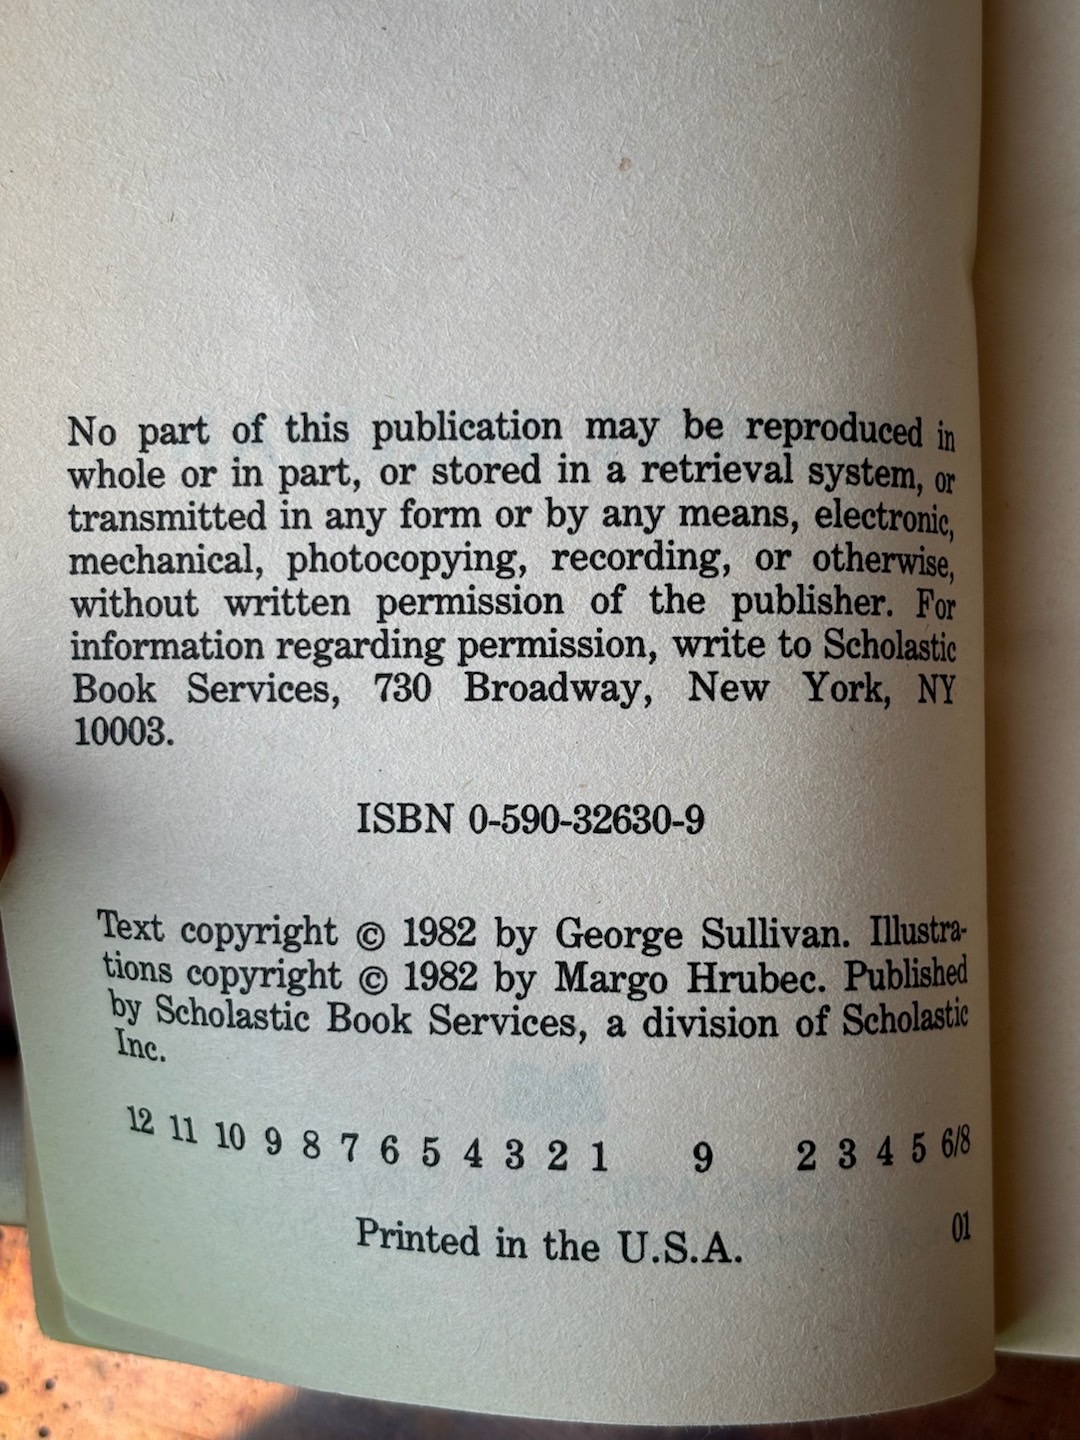 No part of this publication may be reproduced in
whole or in part, or stored in a retrieval system, or
transmitted in any form or by any means, electronic,
mechanical, photocopying, recording, or otherwise,
without written permission of the publisher. For
information regarding permission, write to Scholastic
Book Services, 730 Broadway, New York, NY
10003.
ISBN 0-590-32630-9
Text copyright © 1982 by George Sullivan. Illustra-
tions copyright © 1982 by Margo Hrubec. Published
by Scholastic Book Services, a division of Scholastic
Inc.
12 11 10 9 8 7 6 5 4 3 2 1 9 2 3 4 5 6/8
Printed in the U.S.A. 01